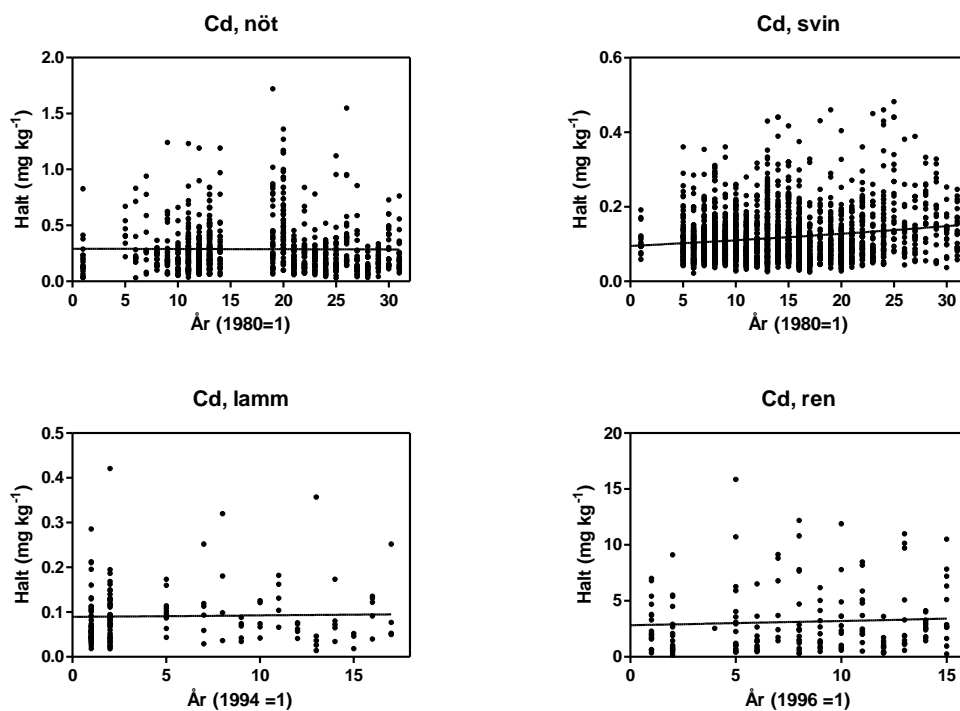 Cd, nöt
2.0
1.5
1.0
0.5
0.0
Halt (mg kg⁻¹)
0 5 10 15 20 25 30
År (1980=1)
Cd, svin
0.6
0.4
0.2
0.0
Halt (mg kg⁻¹)
0 5 10 15 20 25 30
År (1980=1)
Cd, lamm
0.5
0.4
0.3
0.2
0.1
0.0
Halt (mg kg⁻¹)
0 5 10 15
År (1994 =1)
Cd, ren
20
15
10
5
0
Halt (mg kg⁻¹)
0 5 10 15
År (1996 =1)